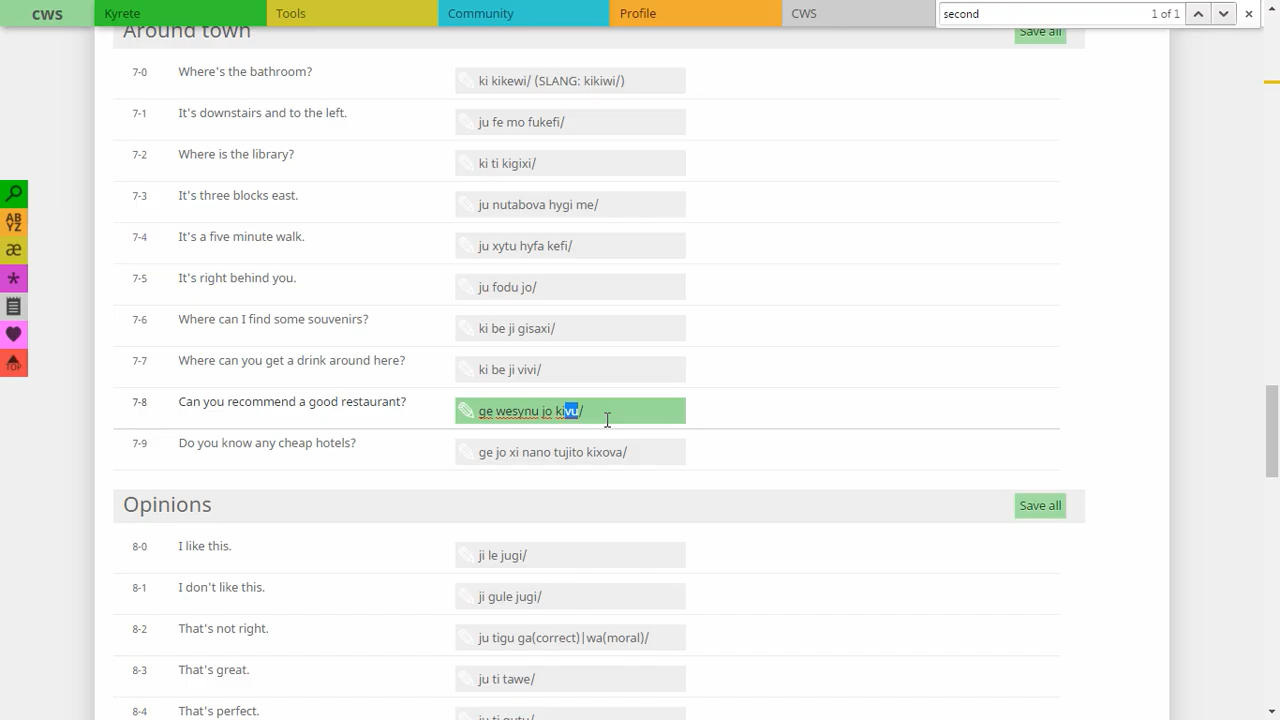 CWS
Kyrete
Tools
Community
Profile
CWS
second
1 of 1
Around town
Save all
7-0 Where's the bathroom? ki kikewi/ (SLANG: kikiwi/)
7-1 It's downstairs and to the left. ju fe mo fukefi/
7-2 Where is the library? ki ti kigixi/
7-3 It's three blocks east. ju nutabova hygi me/
7-4 It's a five minute walk. ju xytu hyfa kefi/
7-5 It's right behind you. ju fodu jo/
7-6 Where can I find some souvenirs? ki be ji gisaxi/
7-7 Where can you get a drink around here? ki be ji vivi/
7-8 Can you recommend a good restaurant? ge wesynu jo kivu/
7-9 Do you know any cheap hotels? ge jo xi nano tujito kixova/
AB
YZ
æ
*
TOP
Opinions
Save all
8-0 I like this. ji le jugi/
8-1 I don't like this. ji gule jugi/
8-2 That's not right. ju tigu ga(correct)|wa(moral)/
8-3 That's great. ju ti tawe/
8-4 That's perfect. ju ti gutu/